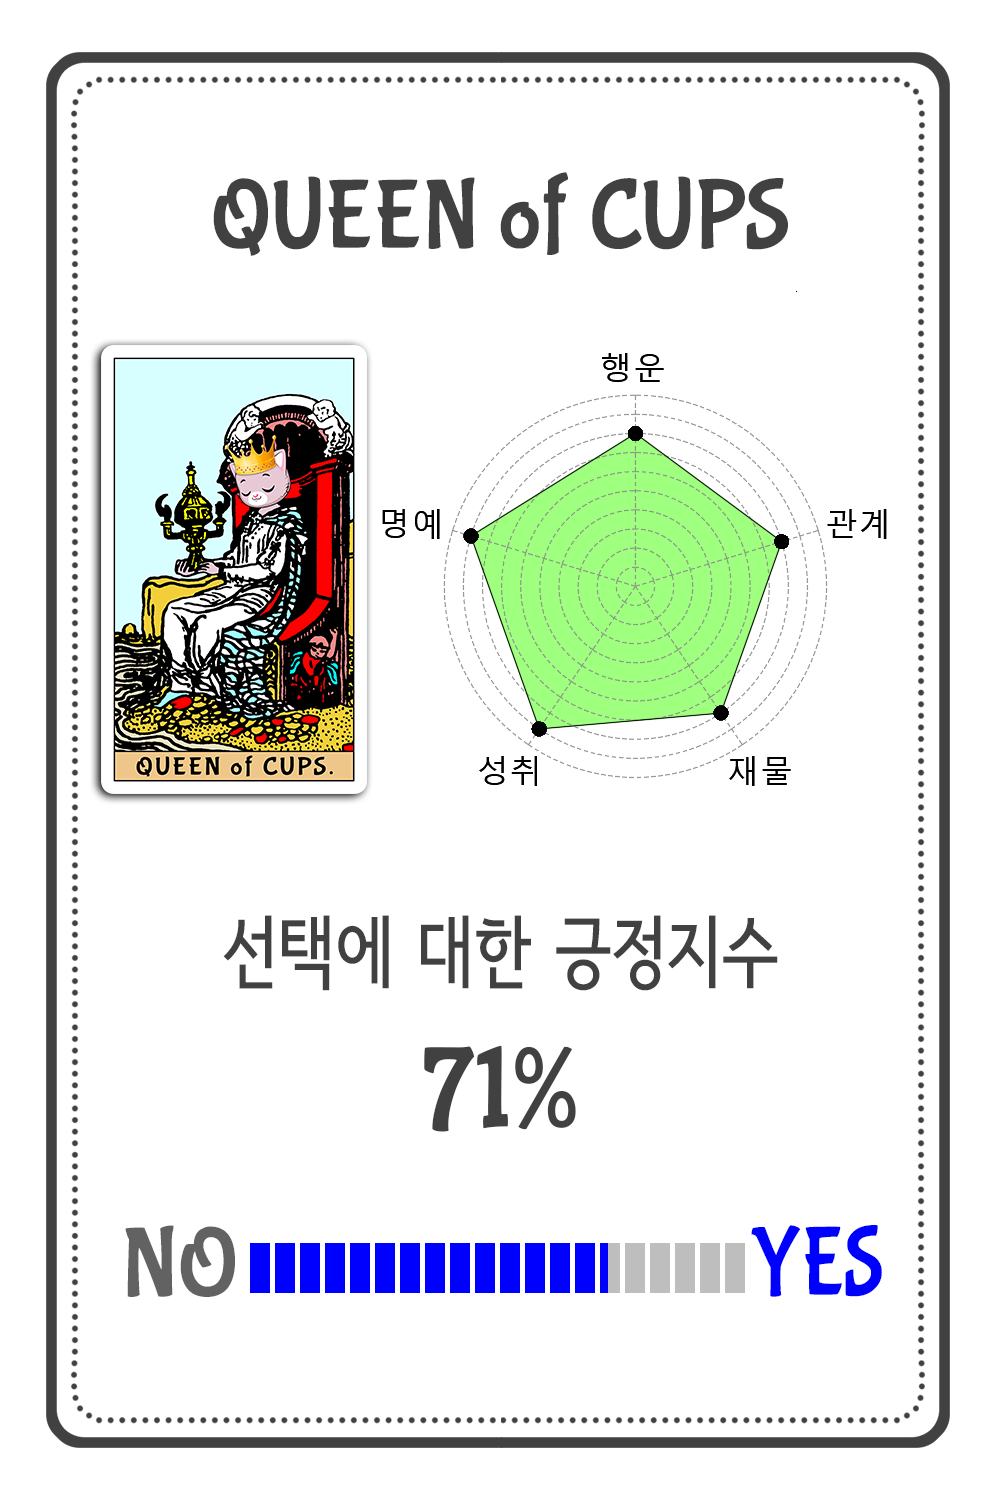 QUEEN of CUPS
행운
명예
관계
성취
재물
QUEEN of CUPS.
선택에 대한 긍정지수
71%
NO
YES